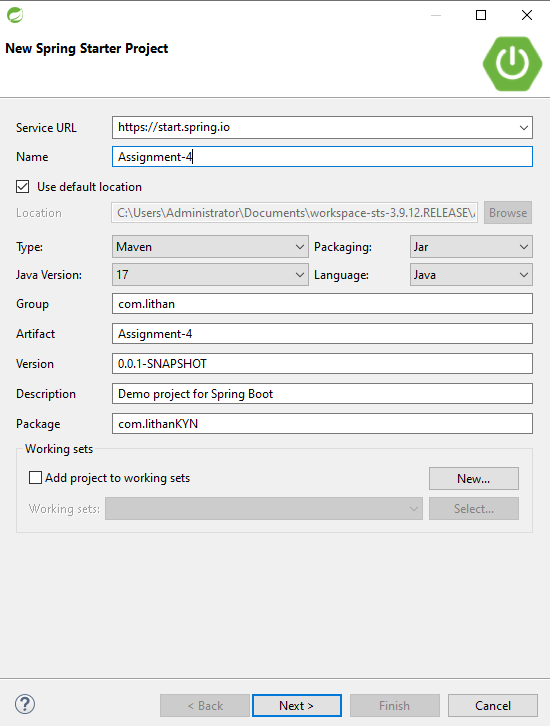 New Spring Starter Project
Service URL https://start.spring.io
Name Assignment-4
Use default location
Location C:\Users\Administrator\Documents\workspace-sts-3.9.12.RELEASE\ Browse
Type: Maven Packaging: Jar
Java Version: 17 Language: Java
Group com.lithan
Artifact Assignment-4
Version 0.0.1-SNAPSHOT
Description Demo project for Spring Boot
Package com.lithanKYN
Working sets
Add project to working sets New...
Working sets: Select...
? < Back Next > Finish Cancel